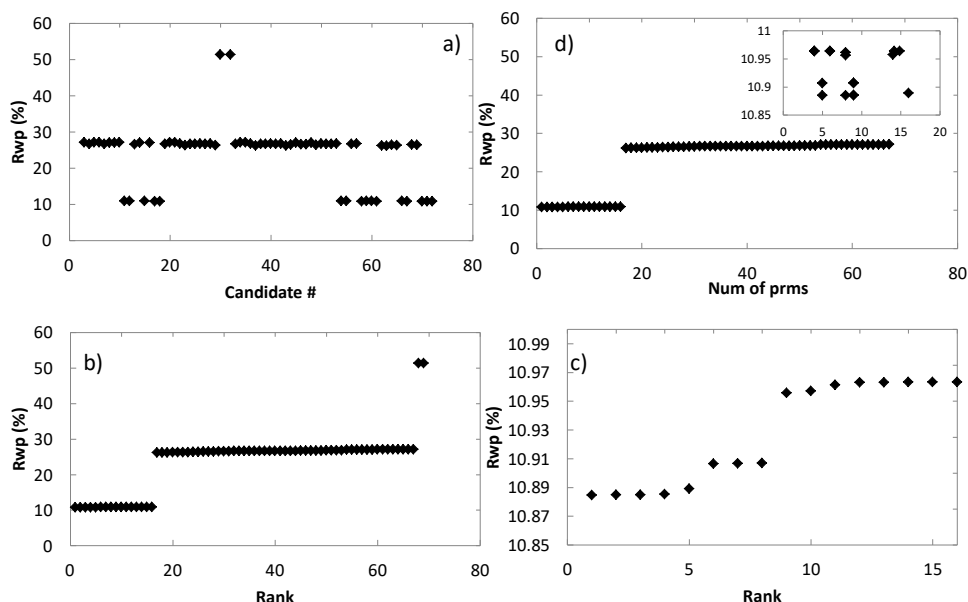 a)
Rwp (%)
60
50
40
30
20
10
0
0 20 40 60 80
Candidate #
d)
Rwp (%)
60
50
40
30
20
10
0
0 20 40 60 80
Num of prms
11
10.95
10.9
10.85
0 5 10 15 20
b)
Rwp (%)
60
50
40
30
20
10
0
0 20 40 60 80
Rank
c)
Rwp (%)
10.99
10.97
10.95
10.93
10.91
10.89
10.87
10.85
0 5 10 15
Rank